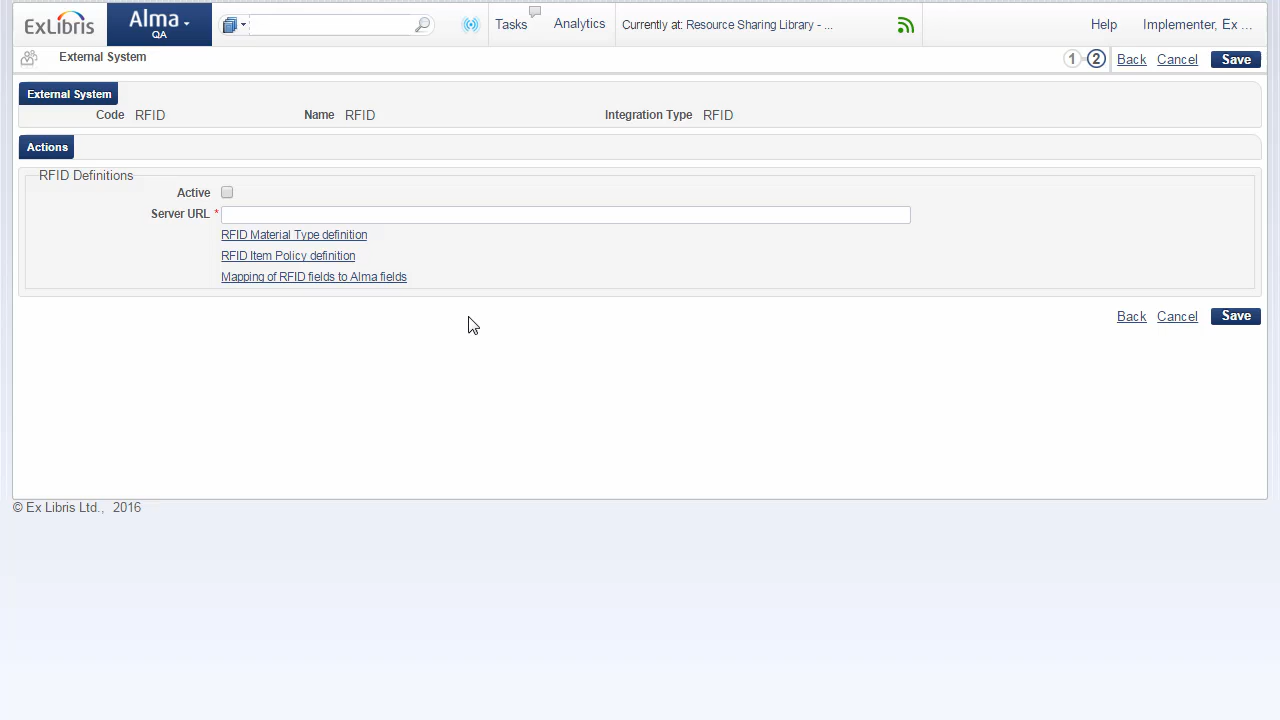 ExLibris Alma QA Tasks Analytics Currently at: Resource Sharing Library - ... Help Implementer, Ex ...
External System 1 2 Back Cancel Save
External System
Code RFID Name RFID Integration Type RFID
Actions
RFID Definitions
Active
Server URL *
RFID Material Type definition
RFID Item Policy definition
Mapping of RFID fields to Alma fields
Back Cancel Save
© Ex Libris Ltd., 2016